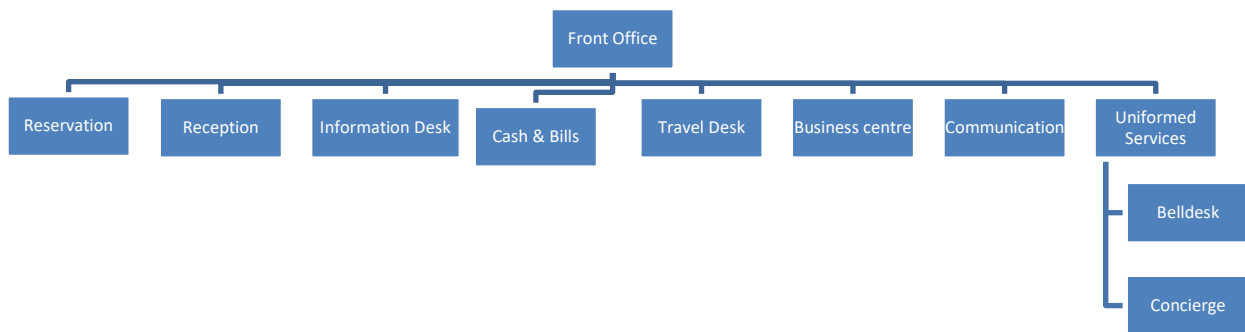 Front Office
Reservation
Reception
Information Desk
Cash & Bills
Travel Desk
Business centre
Communication
Uniformed
Services
Belldesk
Concierge